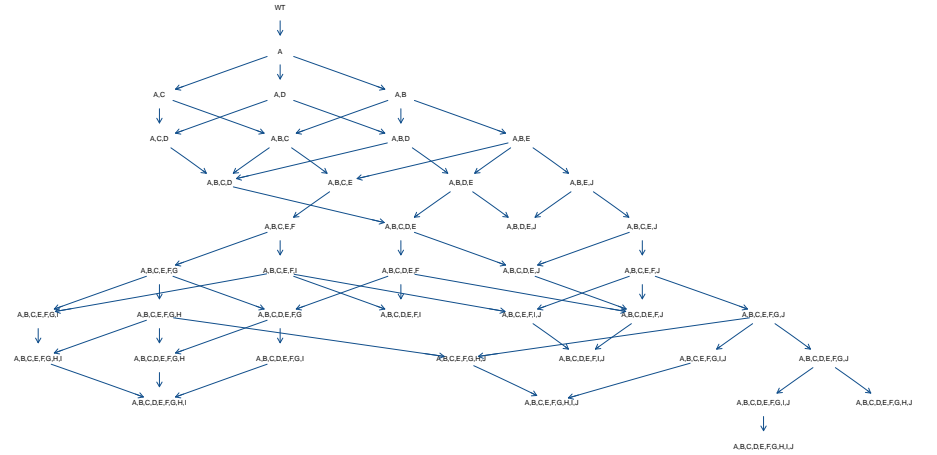 WT
A
A,C
A,D
A,B
A,C,D
A,B,C
A,B,D
A,B,E
A,B,C,D
A,B,C,E
A,B,D,E
A,B,E,J
A,B,C,E,F
A,B,C,D,E
A,B,D,E,J
A,B,C,E,J
A,B,C,E,F,G
A,B,C,E,F,I
A,B,C,D,E,F
A,B,C,D,E,J
A,B,C,E,F,J
A,B,C,E,F,G,I
A,B,C,E,F,G,H
A,B,C,D,E,F,G
A,B,C,D,E,F,I
A,B,C,E,F,I,J
A,B,C,D,E,F,J
A,B,C,E,F,G,J
A,B,C,E,F,G,H,I
A,B,C,D,E,F,G,H
A,B,C,D,E,F,G,I
A,B,C,E,F,G,H,J
A,B,C,D,E,F,I,J
A,B,C,E,F,G,I,J
A,B,C,D,E,F,G,J
A,B,C,D,E,F,G,H,I
A,B,C,E,F,G,H,I,J
A,B,C,D,E,F,G,I,J
A,B,C,D,E,F,G,H,J
A,B,C,D,E,F,G,H,I,J